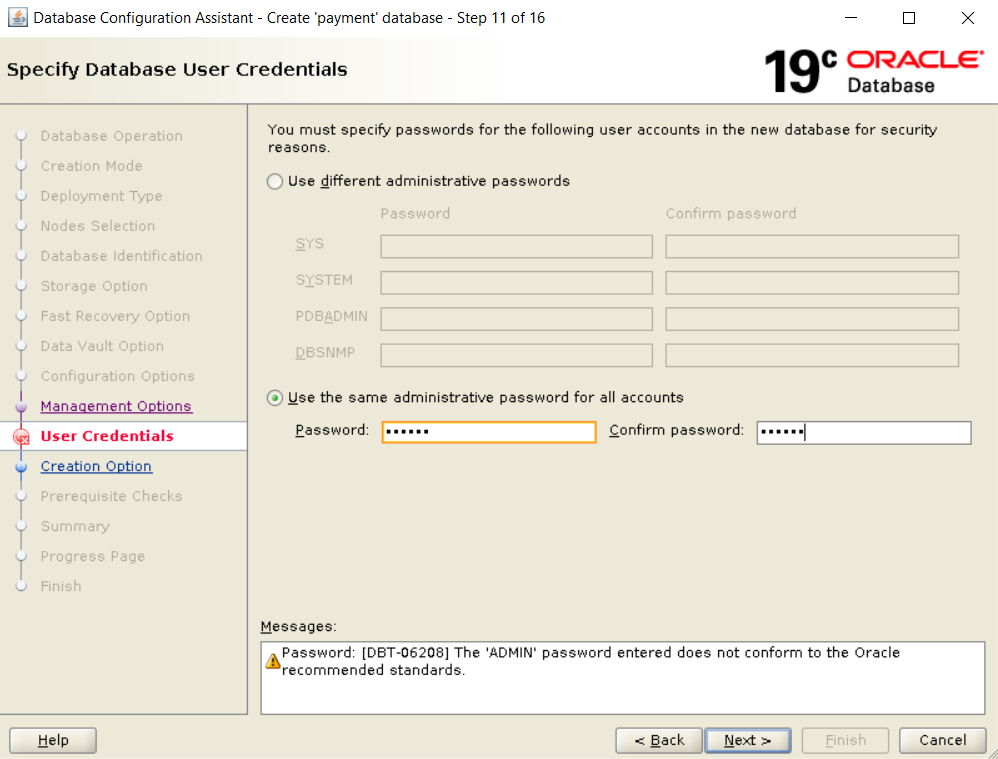 Database Configuration Assistant - Create 'payment' database - Step 11 of 16
Specify Database User Credentials
19c ORACLE
Database
Database Operation
Creation Mode
Deployment Type
Nodes Selection
Database Identification
Storage Option
Fast Recovery Option
Data Vault Option
Configuration Options
Management Options
User Credentials
Creation Option
Prerequisite Checks
Summary
Progress Page
Finish
You must specify passwords for the following user accounts in the new database for security
reasons.
Use different administrative passwords
Password Confirm password
SYS
SYSTEM
PDBADMIN
DBSNMP
Use the same administrative password for all accounts
Password: •••••• Confirm password: ••••••
Messages:
Password: [DBT-06208] The 'ADMIN' password entered does not conform to the Oracle
recommended standards.
Help < Back Next > Finish Cancel